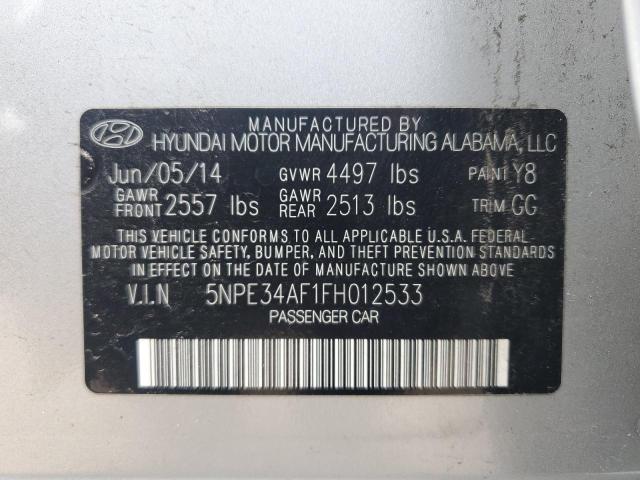 MANUFACTURED BY
HYUNDAI MOTOR MANUFACTURING ALABAMA, LLC
Jun/05/14 GVWR 4497 lbs PAINT Y8
GAWR FRONT 2557 lbs GAWR REAR 2513 lbs TRIM GG
THIS VEHICLE CONFORMS TO ALL APPLICABLE U.S.A. FEDERAL
MOTOR VEHICLE SAFETY, BUMPER, AND THEFT PREVENTION STANDARDS
IN EFFECT ON THE DATE OF MANUFACTURE SHOWN ABOVE.
V.I.N 5NPE34AF1FH012533
PASSENGER CAR